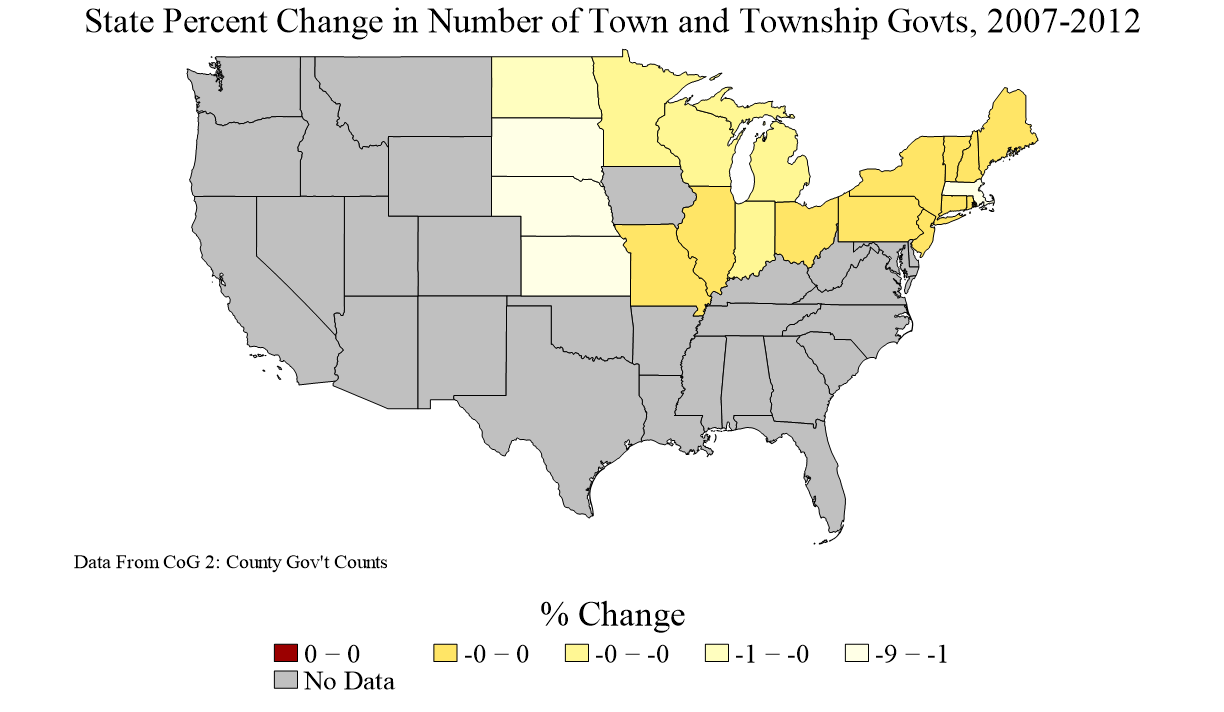 State Percent Change in Number of Town and Township Govts, 2007-2012
Data From CoG 2: County Gov't Counts
% Change
0 − 0
-0 − 0
-0 − -0
-1 − -0
-9 − -1
No Data